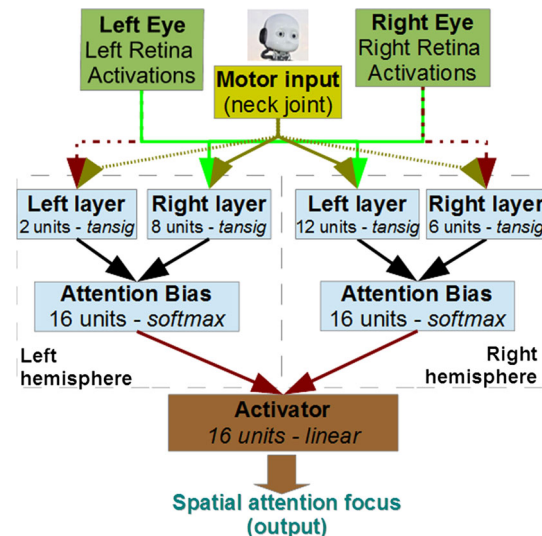 Left Eye
Left Retina
Activations
Right Eye
Right Retina
Activations
Motor input
(neck joint)
Left layer
2 units - tansig
Right layer
8 units - tansig
Left layer
12 units - tansig
Right layer
6 units - tansig
Attention Bias
16 units - softmax
Attention Bias
16 units - softmax
Left
hemisphere
Right
hemisphere
Activator
16 units - linear
Spatial attention focus
(output)